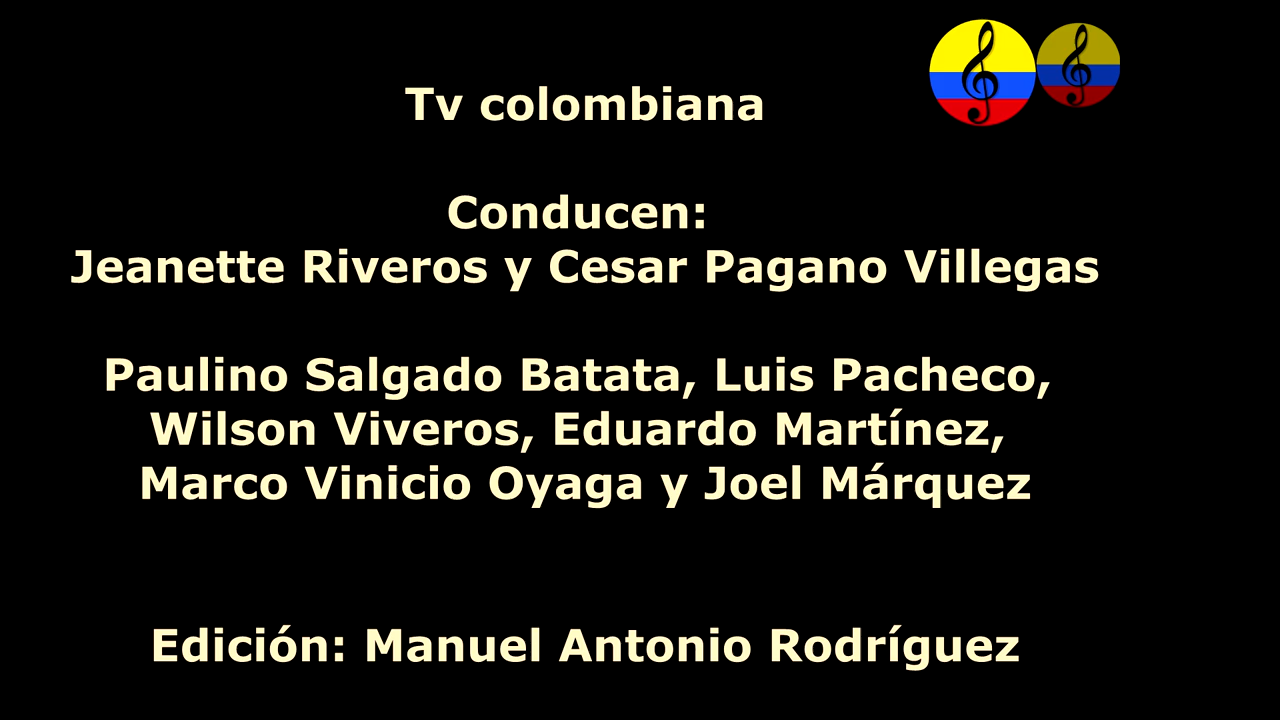 Tv colombiana
Conducen:
Jeanette Riveros y Cesar Pagano Villegas
Paulino Salgado Batata, Luis Pacheco,
Wilson Viveros, Eduardo Martínez,
Marco Vinicio Oyaga y Joel Márquez
Edición: Manuel Antonio Rodríguez